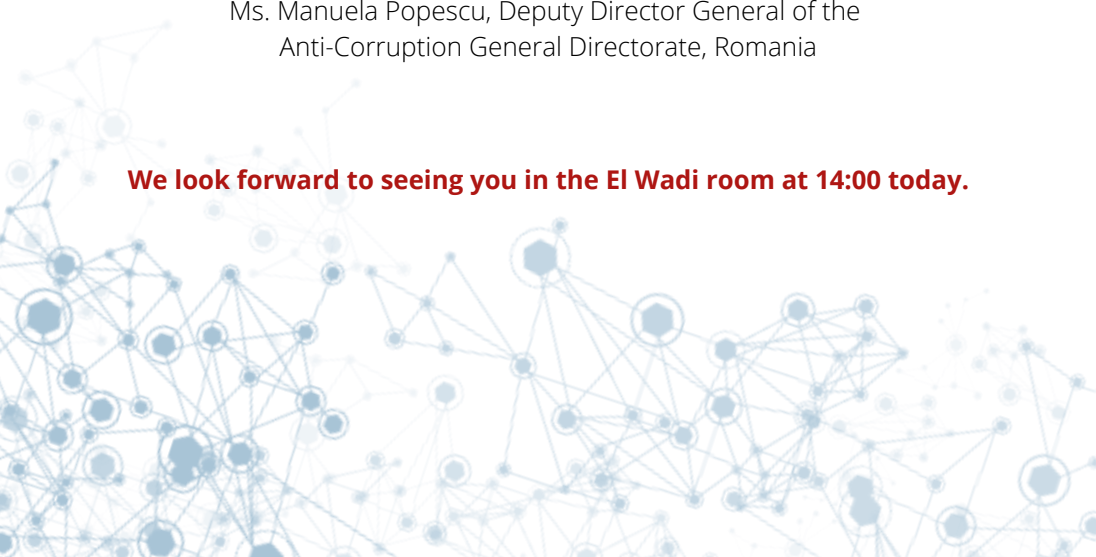 Ms. Manuela Popescu, Deputy Director General of the
Anti-Corruption General Directorate, Romania
We look forward to seeing you in the El Wadi room at 14:00 today.